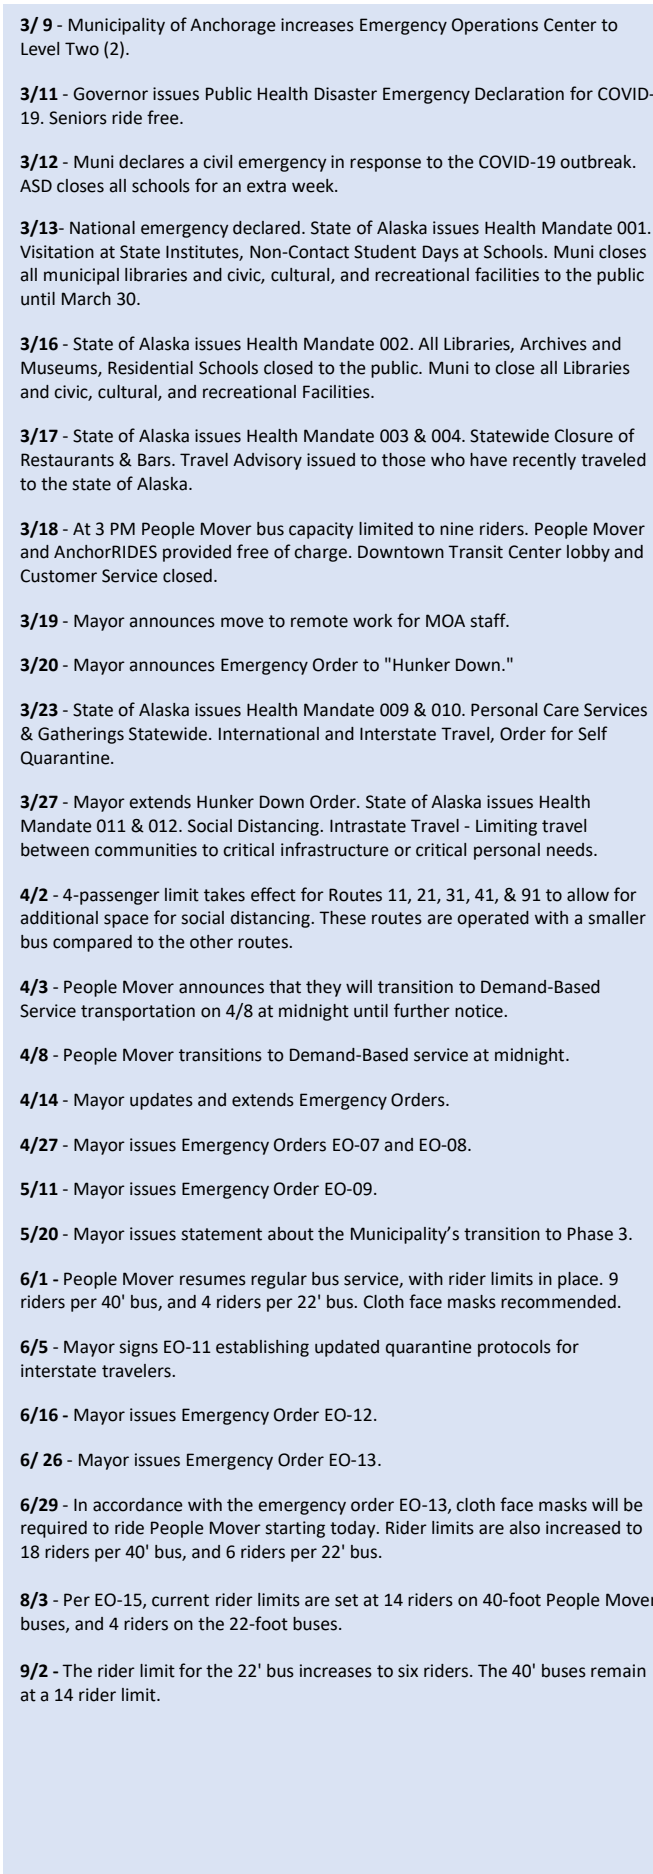 3/ 9 - Municipality of Anchorage increases Emergency Operations Center to
Level Two (2).
3/11 - Governor issues Public Health Disaster Emergency Declaration for COVID-
19. Seniors ride free.
3/12 - Muni declares a civil emergency in response to the COVID-19 outbreak.
ASD closes all schools for an extra week.
3/13- National emergency declared. State of Alaska issues Health Mandate 001.
Visitation at State Institutes, Non-Contact Student Days at Schools. Muni closes
all municipal libraries and civic, cultural, and recreational facilities to the public
until March 30.
3/16 - State of Alaska issues Health Mandate 002. All Libraries, Archives and
Museums, Residential Schools closed to the public. Muni to close all Libraries
and civic, cultural, and recreational Facilities.
3/17 - State of Alaska issues Health Mandate 003 & 004. Statewide Closure of
Restaurants & Bars. Travel Advisory issued to those who have recently traveled
to the state of Alaska.
3/18 - At 3 PM People Mover bus capacity limited to nine riders. People Mover
and AnchorRIDES provided free of charge. Downtown Transit Center lobby and
Customer Service closed.
3/19 - Mayor announces move to remote work for MOA staff.
3/20 - Mayor announces Emergency Order to "Hunker Down."
3/23 - State of Alaska issues Health Mandate 009 & 010. Personal Care Services
& Gatherings Statewide. International and Interstate Travel, Order for Self
Quarantine.
3/27 - Mayor extends Hunker Down Order. State of Alaska issues Health
Mandate 011 & 012. Social Distancing. Intrastate Travel - Limiting travel
between communities to critical infrastructure or critical personal needs.
4/2 - 4-passenger limit takes effect for Routes 11, 21, 31, 41, & 91 to allow for
additional space for social distancing. These routes are operated with a smaller
bus compared to the other routes.
4/3 - People Mover announces that they will transition to Demand-Based
Service transportation on 4/8 at midnight until further notice.
4/8 - People Mover transitions to Demand-Based service at midnight.
4/14 - Mayor updates and extends Emergency Orders.
4/27 - Mayor issues Emergency Orders EO-07 and EO-08.
5/11 - Mayor issues Emergency Order EO-09.
5/20 - Mayor issues statement about the Municipality’s transition to Phase 3.
6/1 - People Mover resumes regular bus service, with rider limits in place. 9
riders per 40' bus, and 4 riders per 22' bus. Cloth face masks recommended.
6/5 - Mayor signs EO-11 establishing updated quarantine protocols for
interstate travelers.
6/16 - Mayor issues Emergency Order EO-12.
6/ 26 - Mayor issues Emergency Order EO-13.
6/29 - In accordance with the emergency order EO-13, cloth face masks will be
required to ride People Mover starting today. Rider limits are also increased to
18 riders per 40' bus, and 6 riders per 22' bus.
8/3 - Per EO-15, current rider limits are set at 14 riders on 40-foot People Mover
buses, and 4 riders on the 22-foot buses.
9/2 - The rider limit for the 22' bus increases to six riders. The 40' buses remain
at a 14 rider limit.